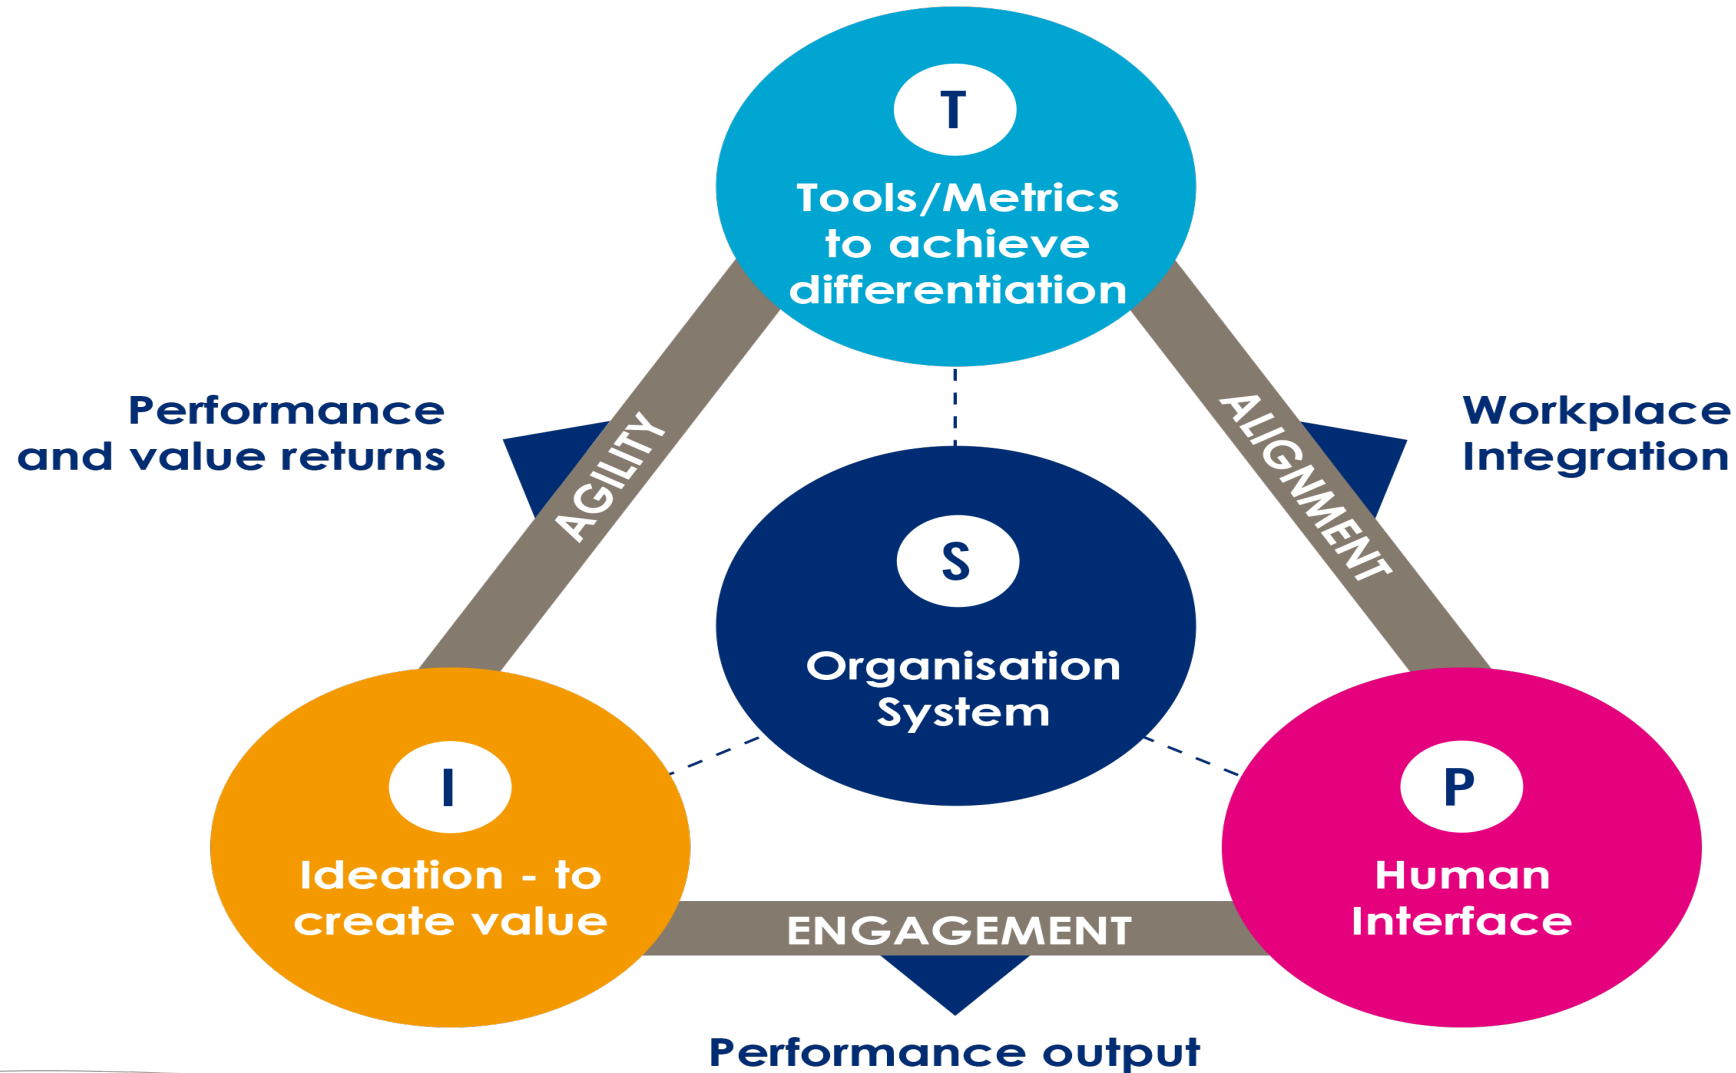 T
Tools/Metrics
to achieve
differentiation
Performance
and value returns
AGILITY
ALIGNMENT
Workplace
Integration
S
Organisation
System
I
Ideation - to
create value
P
Human
Interface
ENGAGEMENT
Performance output